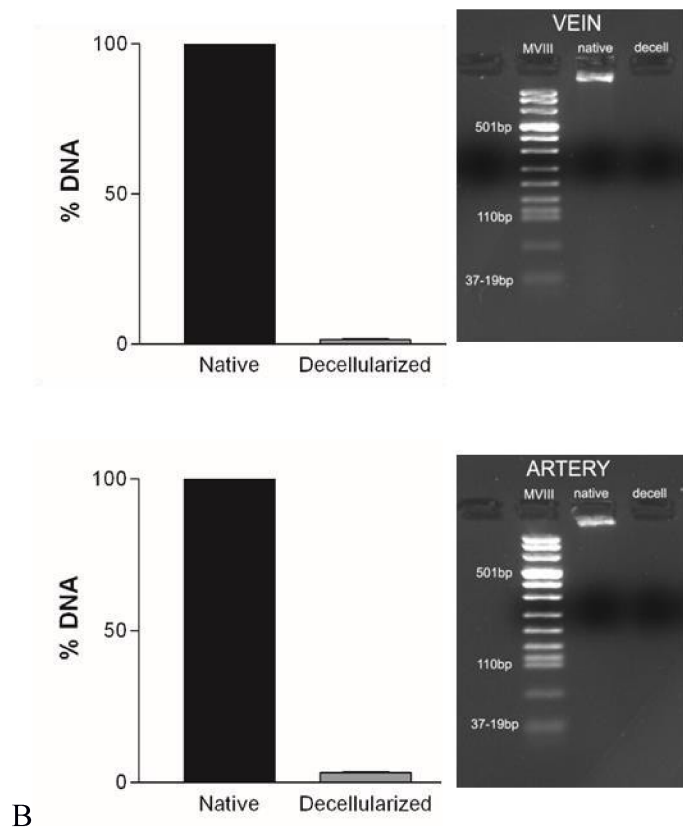 100
50
0
% DNA
Native Decellularized
VEIN
MVIII native decell
501bp
110bp
37-19bp
100
50
0
% DNA
Native Decellularized
ARTERY
MVIII native decell
501bp
110bp
37-19bp
B